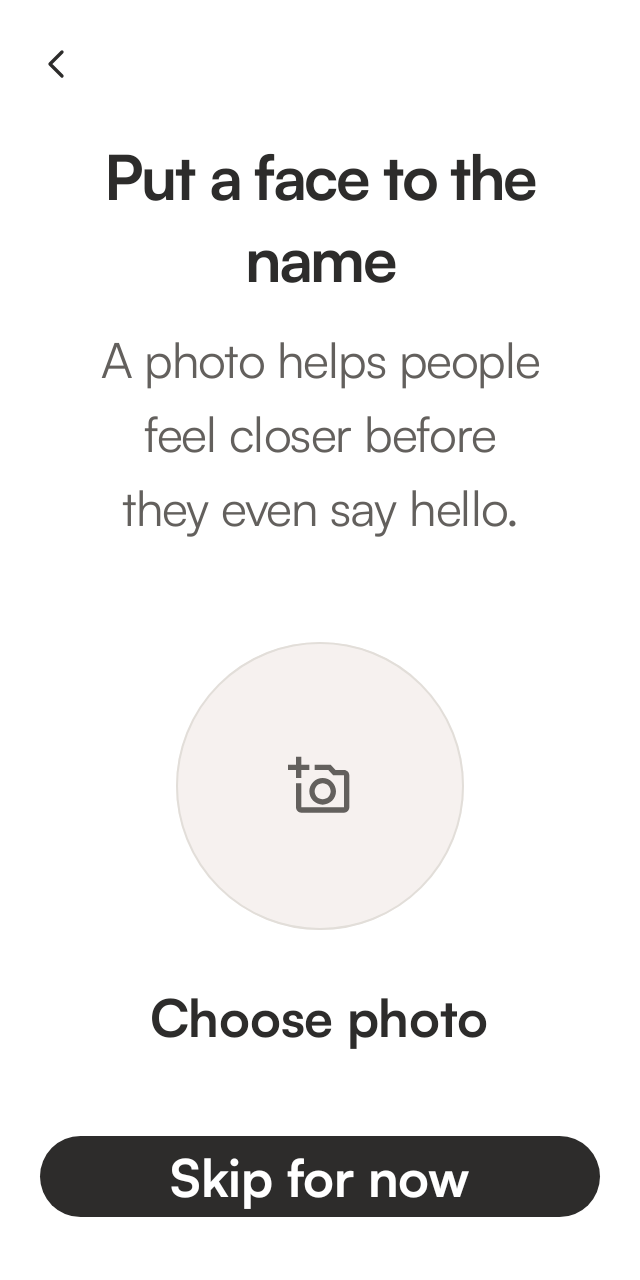 Put a face to the
name
A photo helps people
feel closer before
they even say hello.
Choose photo
Skip for now